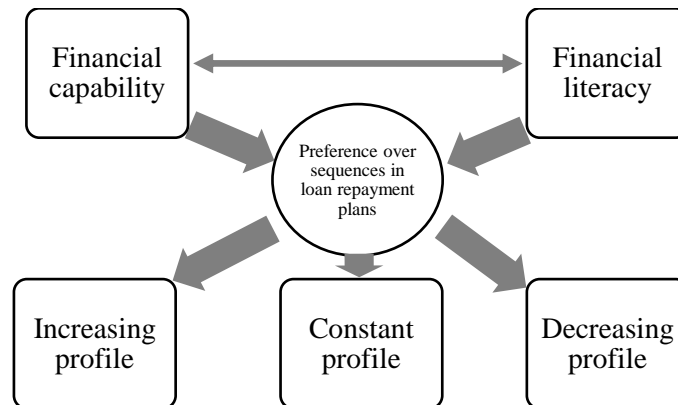 Financial
capability
Financial
literacy
Preference over
sequences in
loan repayment
plans
Increasing
profile
Constant
profile
Decreasing
profile